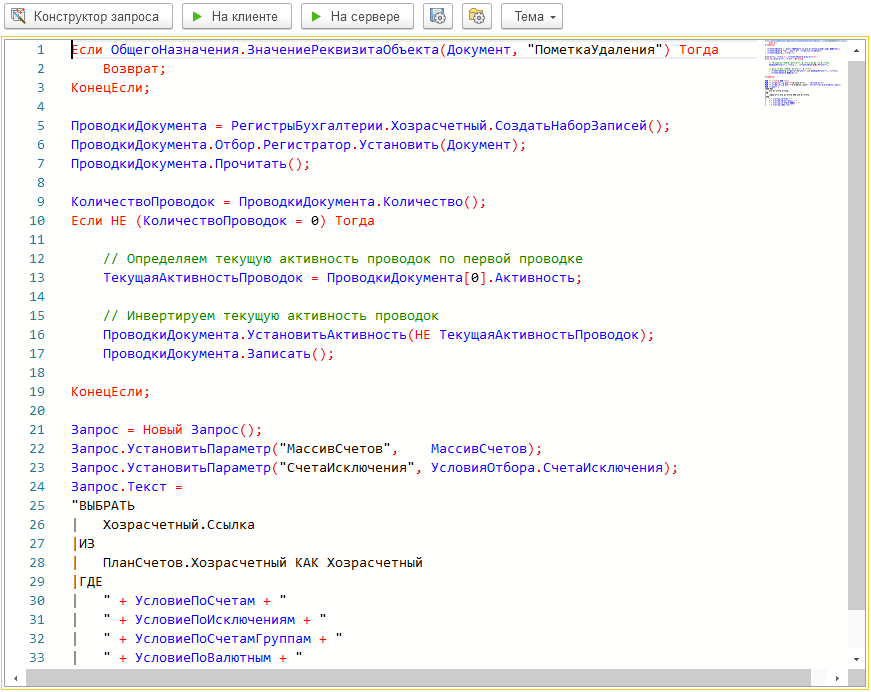 Конструктор запроса На клиенте На сервере Тема
1 Если ОбщегоНазначения.ЗначениеРеквизитаОбъекта(Документ, "ПометкаУдаления") Тогда
2     Возврат;
3 КонецЕсли;
4
5 ПроводкиДокумента = РегистрыБухгалтерии.Хозрасчетный.СоздатьНаборЗаписей();
6 ПроводкиДокумента.Отбор.Регистратор.Установить(Документ);
7 ПроводкиДокумента.Прочитать();
8
9 КоличествоПроводок = ПроводкиДокумента.Количество();
10 Если НЕ (КоличествоПроводок = 0) Тогда
11
12     // Определяем текущую активность проводок по первой проводке
13     ТекущаяАктивностьПроводок = ПроводкиДокумента[0].Активность;
14
15     // Инвертируем текущую активность проводок
16     ПроводкиДокумента.УстановитьАктивность(НЕ ТекущаяАктивностьПроводок);
17     ПроводкиДокумента.Записать();
18
19 КонецЕсли;
20
21 Запрос = Новый Запрос();
22 Запрос.УстановитьПараметр("МассивСчетов",    МассивСчетов);
23 Запрос.УстановитьПараметр("СчетаИсключения", УсловияОтбора.СчетаИсключения);
24 Запрос.Текст =
25 "ВЫБРАТЬ
26 |   Хозрасчетный.Ссылка
27 |ИЗ
28 |   ПланСчетов.Хозрасчетный КАК Хозрасчетный
29 |ГДЕ
30 |   " + УсловиеПоСчетам + "
31 |   " + УсловиеПоИсключениям + "
32 |   " + УсловиеПоСчетамГруппам + "
33 |   " + УсловиеПоВалютным + "